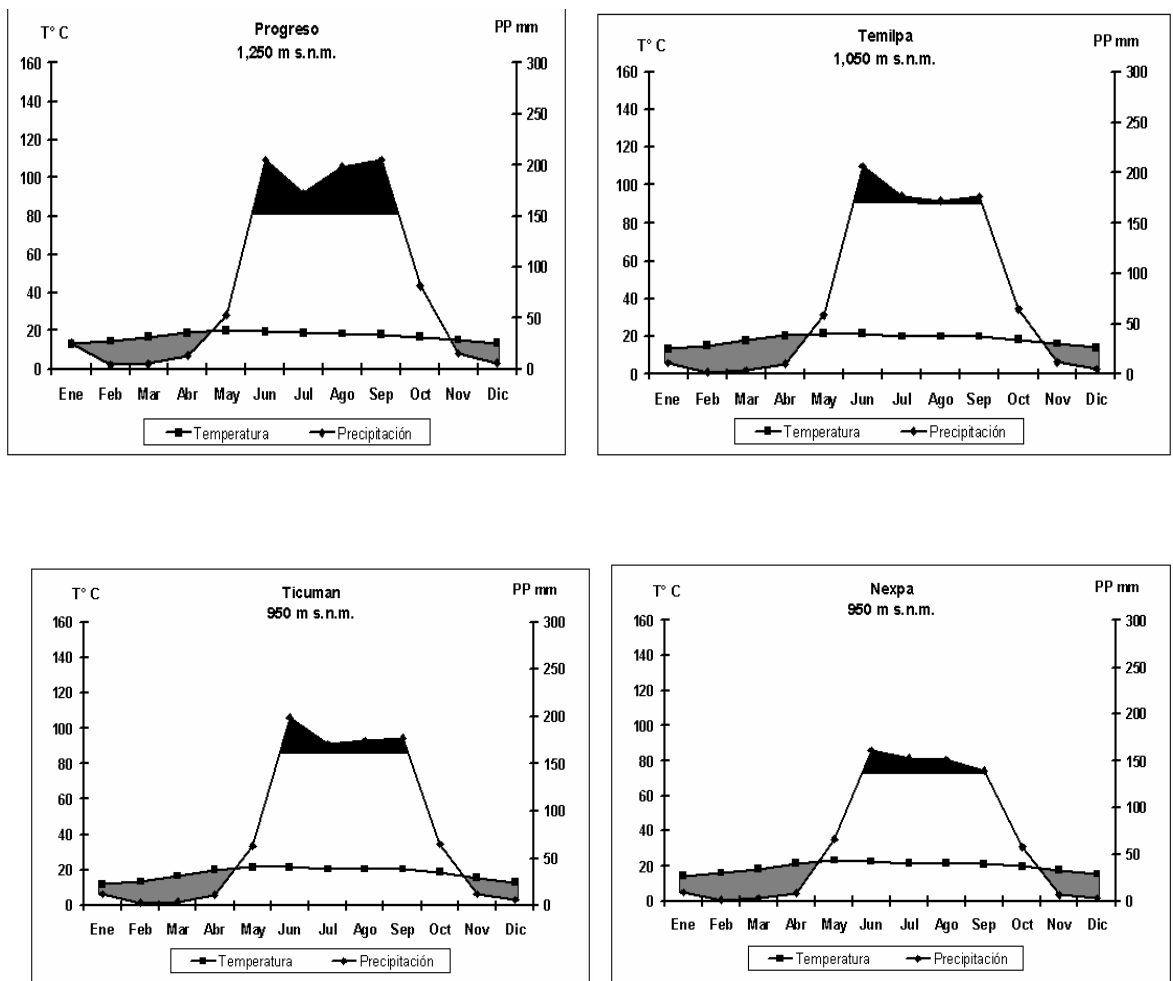 T° C
Progreso
1,250 m s.n.m.
PP mm
160
140
120
100
80
60
40
20
0
300
250
200
150
100
50
0
Ene Feb Mar Abr May Jun Jul Ago Sep Oct Nov Dic
Temperatura Precipitación
T° C
Temilpa
1,050 m s.n.m.
PP mm
160
140
120
100
80
60
40
20
0
300
250
200
150
100
50
0
Ene Feb Mar Abr May Jun Jul Ago Sep Oct Nov Dic
Temperatura Precipitación
T° C
Ticuman
950 m s.n.m.
PP mm
160
140
120
100
80
60
40
20
0
300
250
200
150
100
50
0
Ene Feb Mar Abr May Jun Jul Ago Sep Oct Nov Dic
Temperatura Precipitación
T° C
Nexpa
950 m s.n.m.
PP mm
160
140
120
100
80
60
40
20
0
300
250
200
150
100
50
0
Ene Feb Mar Abr May Jun Jul Ago Sep Oct Nov Dic
Temperatura Precipitación